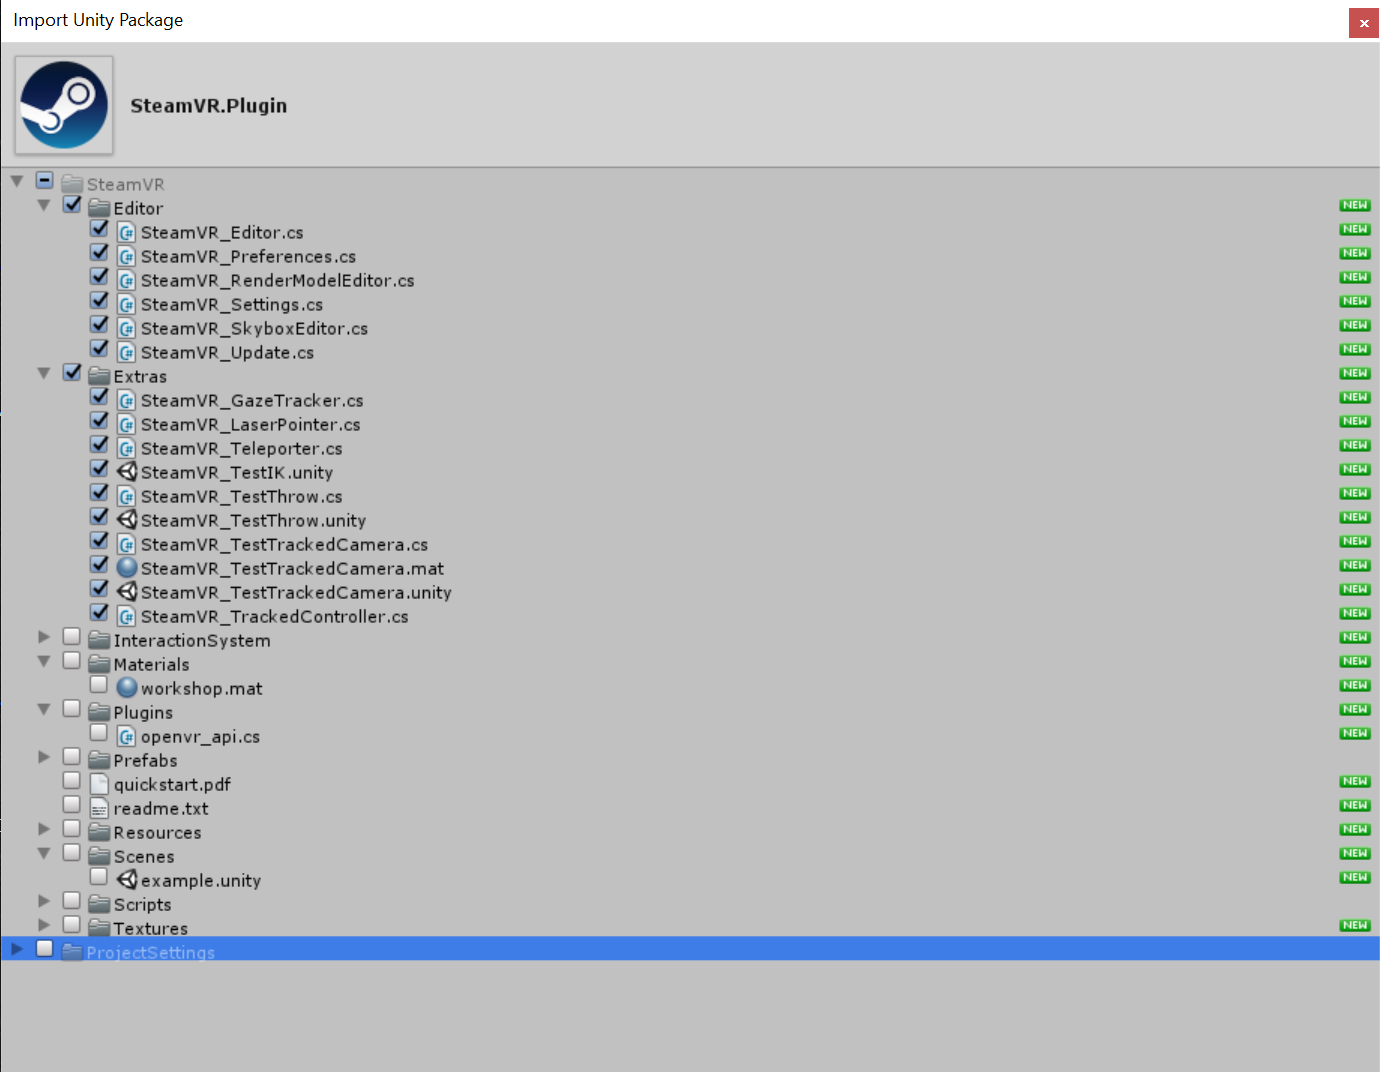 Import Unity Package
SteamVR.Plugin
SteamVR
Editor NEW
SteamVR_Editor.cs NEW
SteamVR_Preferences.cs NEW
SteamVR_RenderModelEditor.cs NEW
SteamVR_Settings.cs NEW
SteamVR_SkyboxEditor.cs NEW
SteamVR_Update.cs NEW
Extras NEW
SteamVR_GazeTracker.cs NEW
SteamVR_LaserPointer.cs NEW
SteamVR_Teleporter.cs NEW
SteamVR_TestIK.unity NEW
SteamVR_TestThrow.cs NEW
SteamVR_TestThrow.unity NEW
SteamVR_TestTrackedCamera.cs NEW
SteamVR_TestTrackedCamera.mat NEW
SteamVR_TestTrackedCamera.unity NEW
SteamVR_TrackedController.cs NEW
InteractionSystem NEW
Materials NEW
workshop.mat NEW
Plugins NEW
openvr_api.cs NEW
Prefabs
quickstart.pdf NEW
readme.txt NEW
Resources NEW
Scenes NEW
example.unity NEW
Scripts
Textures NEW
ProjectSettings